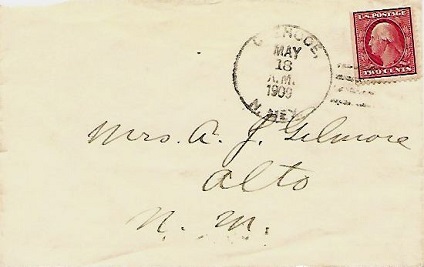 U.S. POSTAGE
TWO CENTS
MAY
18
A.M.
1909
N. MEX.
Mrs. A. J. Gilmore
Alto
N. M.